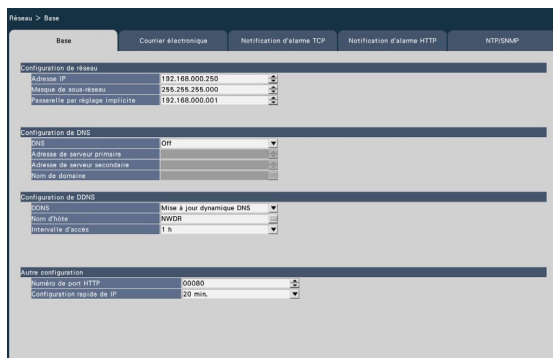 Réseau > Base
Base
Courrier électronique
Notification d'alarme TCP
Notification d'alarme HTTP
NTP/SNMP
Configuration de réseau
Adresse IP 192.168.000.250
Masque de sous-réseau 255.255.255.000
Passerelle par réglage implicite 192.168.000.001
Configuration de DNS
DNS Off
Adresse de serveur primaire
Adresse de serveur secondaire
Nom de domaine
Configuration de DDNS
DDNS Mise à jour dynamique DNS
Nom d'hôte NWDR
Intervalle d'accès 1 h
Autre configuration
Numéro de port HTTP 00080
Configuration rapide de IP 20 min.